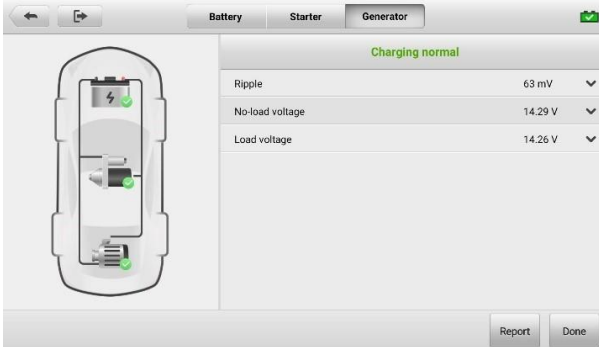 Battery Starter Generator
Charging normal
Ripple 63 mV
No-load voltage 14.29 V
Load voltage 14.26 V
Report Done